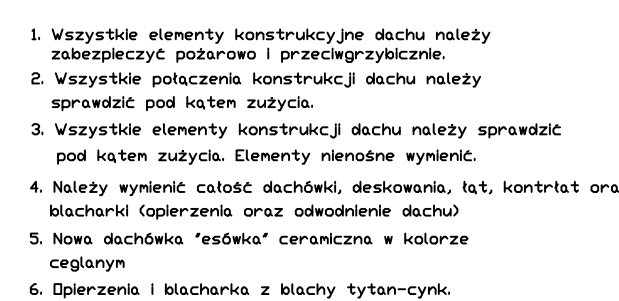 1. Wszystkie elementy konstrukcyjne dachu należy
zabezpieczyć pożarowo i przeciwgrzybicznie.
2. Wszystkie połączenia konstrukcji dachu należy
sprawdzić pod kątem zużycia.
3. Wszystkie elementy konstrukcji dachu należy sprawdzić
pod kątem zużycia. Elementy nienośne wymienić.
4. Należy wymienić całość dachówki, deskowania, łąt, kontrłat ora
blacharki (opierzenia oraz odwodnienie dachu)
5. Nowa dachówka "esówka" ceramiczna w kolorze
ceglanym
6. Opierzenia i blacharka z blachy tytan-cynk.